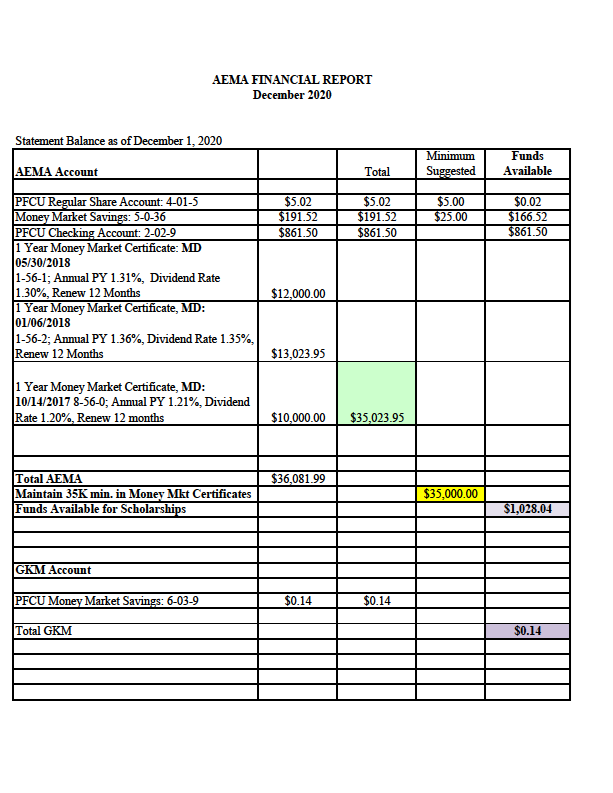 AEMA FINANCIAL REPORT
December 2020
Statement Balance as of December 1, 2020
AEMA Account Total Minimum Suggested Funds Available
PFCU Regular Share Account: 4-01-5 $5.02 $5.02 $5.00 $0.02
Money Market Savings: 5-0-36 $191.52 $191.52 $25.00 $166.52
PFCU Checking Account: 2-02-9 $861.50 $861.50 $861.50
1 Year Money Market Certificate: MD
05/30/2018
1-56-1; Annual PY 1.31%, Dividend Rate
1.30%, Renew 12 Months $12,000.00
1 Year Money Market Certificate, MD:
01/06/2018
1-56-2; Annual PY 1.36%, Dividend Rate 1.35%,
Renew 12 Months $13,023.95
1 Year Money Market Certificate, MD:
10/14/2017 8-56-0; Annual PY 1.21%, Dividend
Rate 1.20%, Renew 12 months $10,000.00 $35,023.95
Total AEMA $36,081.99
Maintain 35K min. in Money Mkt Certificates $35,000.00
Funds Available for Scholarships $1,028.04
GKM Account
PFCU Money Market Savings: 6-03-9 $0.14 $0.14
Total GKM $0.14